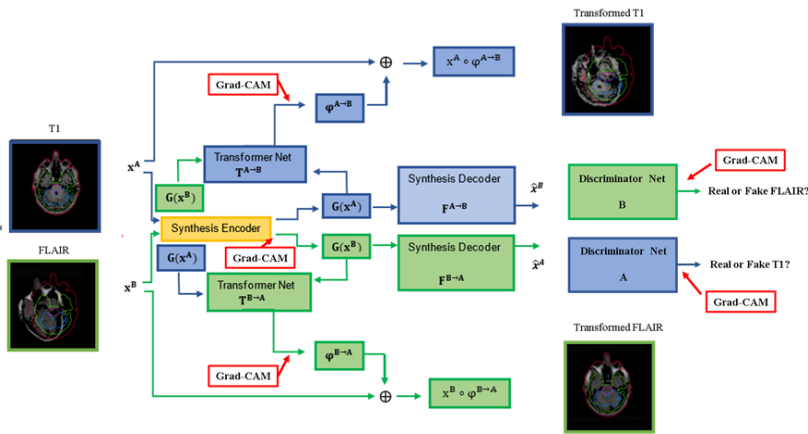 Transformed T1
x^A ∘ φ^{A→B}
⊕
Grad-CAM
φ^{A→B}
T1
x^A
Transformer Net
T^{A→B}
G(x^B)
G(x^A)
Synthesis Decoder
F^{A→B}
x̂^B
Discriminator Net
B
Grad-CAM
Real or Fake FLAIR?
Synthesis Encoder
FLAIR
G(x^A)
Grad-CAM
G(x^B)
Synthesis Decoder
F^{B→A}
x̂^A
Discriminator Net
A
Real or Fake T1?
Grad-CAM
x^B
Transformer Net
T^{B→A}
Transformed FLAIR
φ^{B→A}
Grad-CAM
⊕
x^B ∘ φ^{B→A}